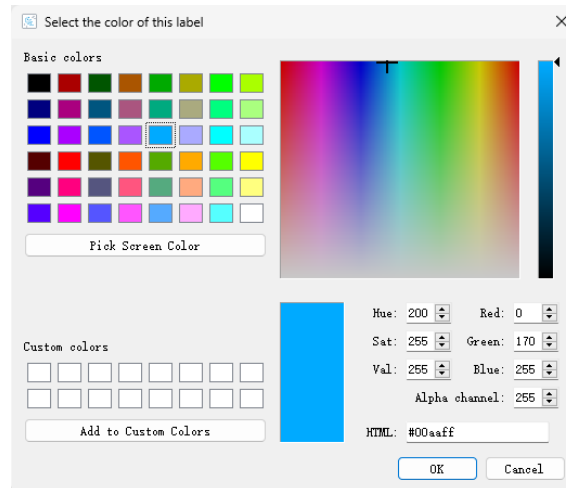 Select the color of this label
Basic colors
Pick Screen Color
Hue: 200 Red: 0
Custom colors Sat: 255 Green: 170
Val: 255 Blue: 255
Alpha channel: 255
Add to Custom Colors HTML: #00aaff
OK Cancel